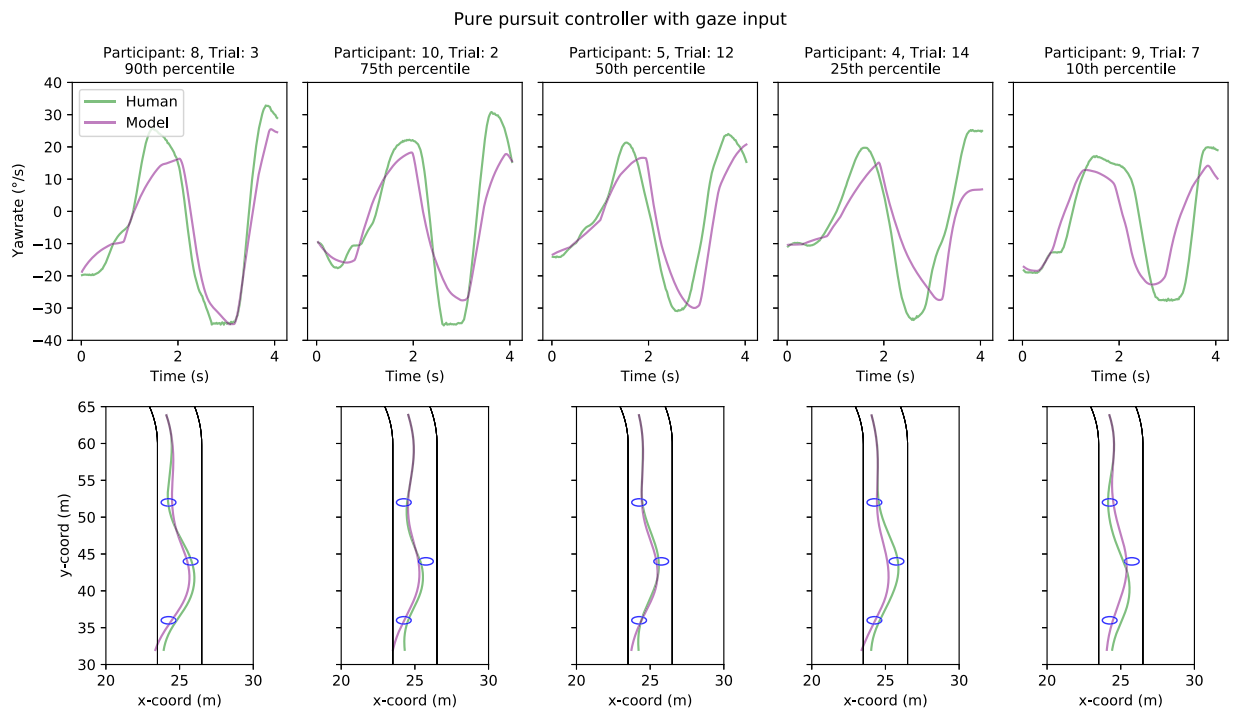 Pure pursuit controller with gaze input
Participant: 8, Trial: 3
90th percentile
Participant: 10, Trial: 2
75th percentile
Participant: 5, Trial: 12
50th percentile
Participant: 4, Trial: 14
25th percentile
Participant: 9, Trial: 7
10th percentile
Human
Model
Yawrate (°/s)
40
30
20
10
0
−10
−20
−30
−40
0 2 4
0 2 4
0 2 4
0 2 4
0 2 4
Time (s)
Time (s)
Time (s)
Time (s)
Time (s)
y-coord (m)
65
60
55
50
45
40
35
30
20 25 30
20 25 30
20 25 30
20 25 30
20 25 30
x-coord (m)
x-coord (m)
x-coord (m)
x-coord (m)
x-coord (m)